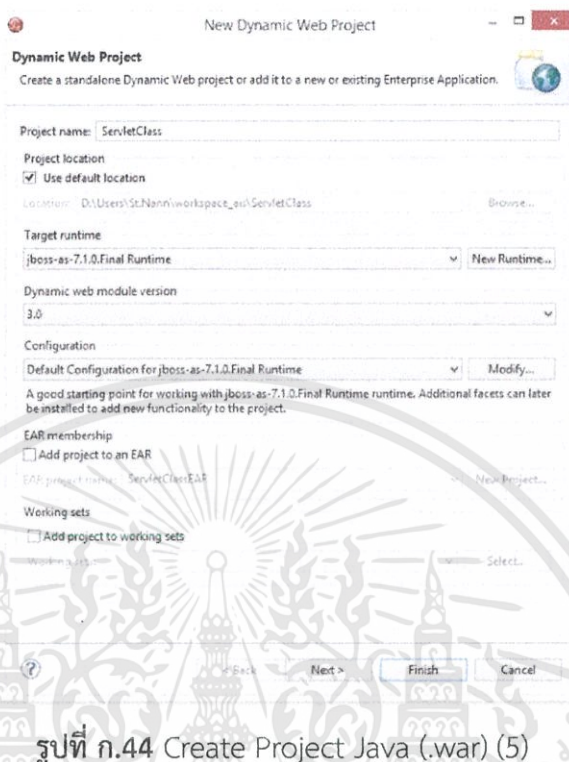 New Dynamic Web Project
Dynamic Web Project
Create a standalone Dynamic Web project or add it to a new or existing Enterprise Application.
Project name: ServletClass
Project location
Use default location
Location: D:\Users\St.Nann\workspace_es\ServletClass Browse...
Target runtime
jboss-as-7.1.0.Final Runtime New Runtime...
Dynamic web module version
3.0
Configuration
Default Configuration for jboss-as-7.1.0.Final Runtime Modify...
A good starting point for working with jboss-as-7.1.0.Final Runtime runtime. Additional facets can later
be installed to add new functionality to the project.
EAR membership
Add project to an EAR
EAR project name: ServletClassEAR New Project...
Working sets
Add project to working sets
Working sets: Select...
< Back Next > Finish Cancel
รูปที่ ก.44 Create Project Java (.war) (5)